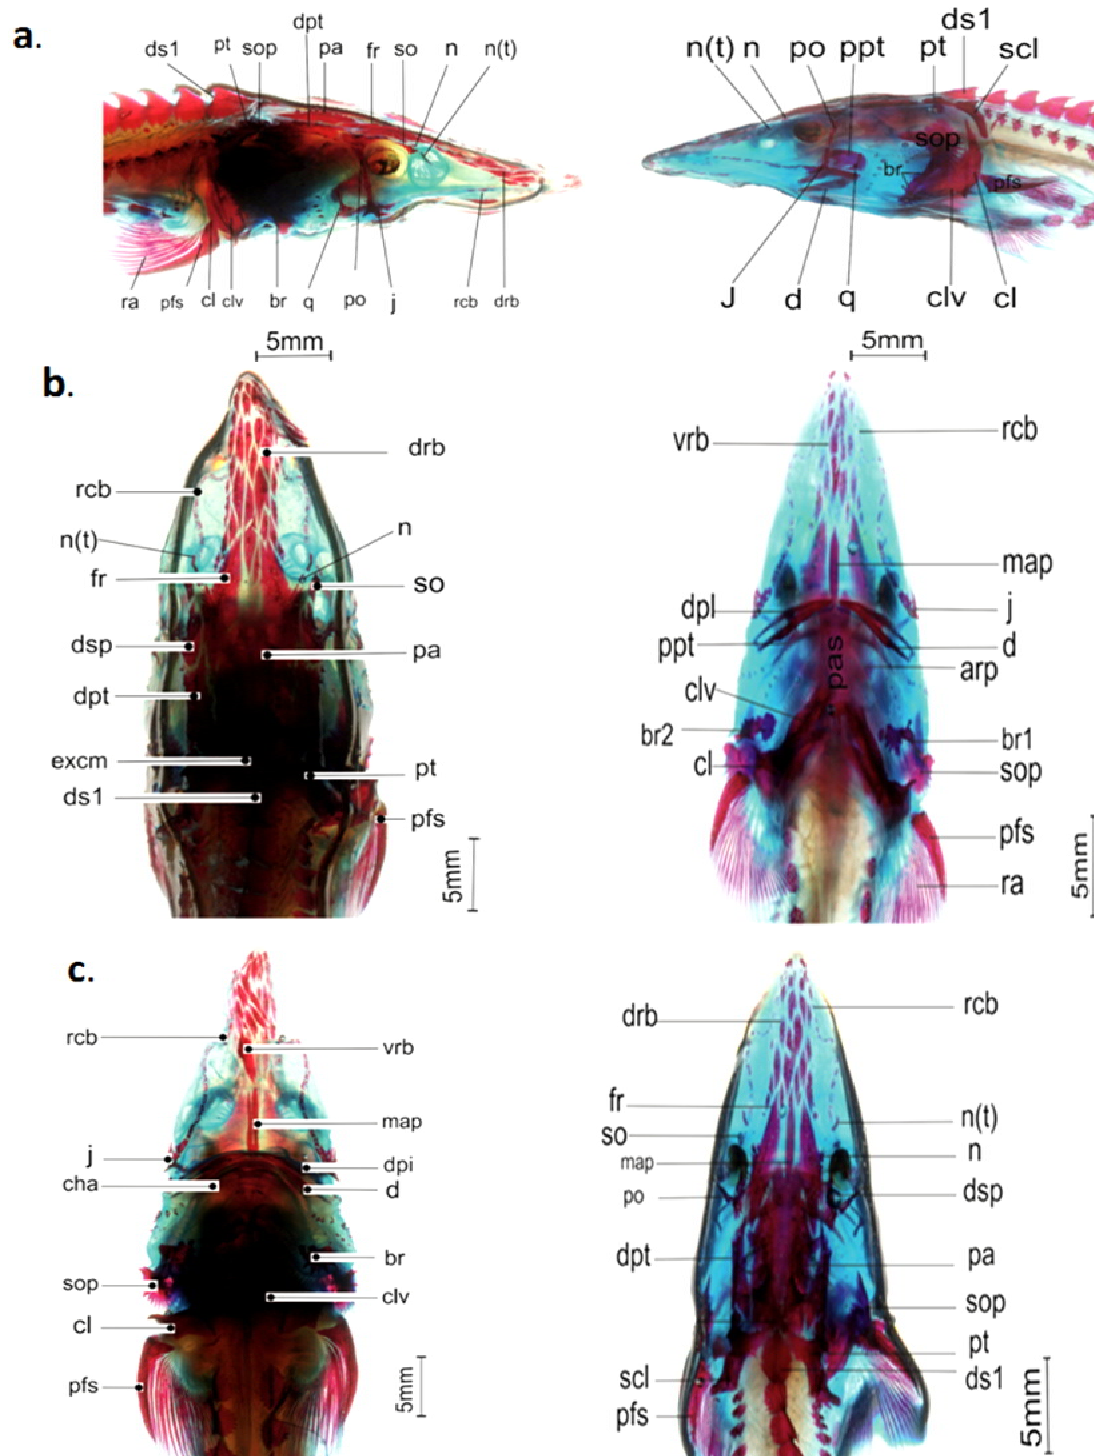 a.
dpt
ds1 pt sop pa fr so n n(t)
ra pfs cl clv br q po j rcb drb
ds1
n(t) n po ppt pt scl
sop
br
pfs
J d q clv cl
5mm
5mm
b.
drb
rcb
n(t)
n
fr
so
dsp
pa
dpt
excm
pt
ds1
pfs
5mm
vrb
rcb
map
dpl
j
ppt
d
pas
arp
clv
br2
br1
cl
sop
pfs
ra
5mm
c.
rcb
vrb
map
j
dpi
cha
d
br
sop
clv
cl
pfs
5mm
drb
rcb
fr
n(t)
so
n
map
dsp
po
dpt
pa
sop
pt
scl
ds1
pfs
5mm